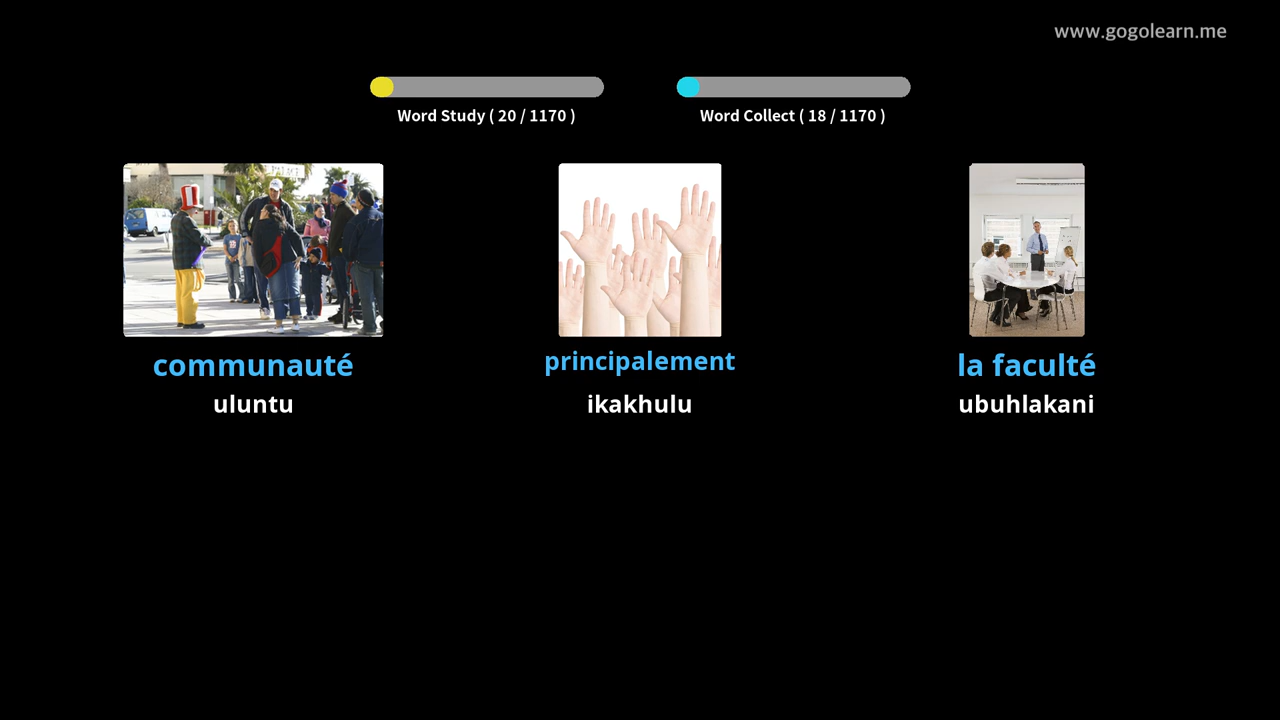 www.gogolearn.me
Word Study ( 20 / 1170 )
Word Collect ( 18 / 1170 )
communauté
principalement
la faculté
uluntu
ikakhulu
ubuhlakani